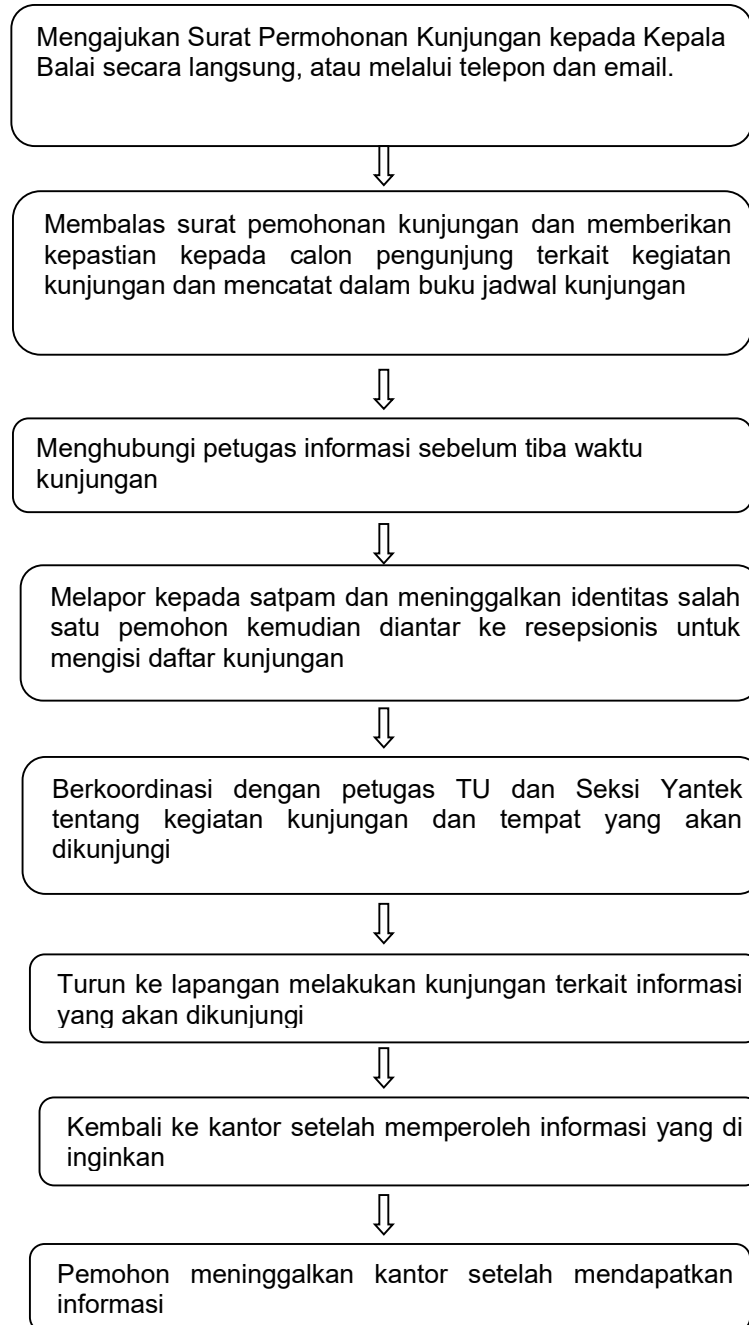 Mengajukan Surat Permohonan Kunjungan kepada Kepala
Balai secara langsung, atau melalui telepon dan email.
Membalas surat pemohonan kunjungan dan memberikan
kepastian kepada calon pengunjung terkait kegiatan
kunjungan dan mencatat dalam buku jadwal kunjungan
Menghubungi petugas informasi sebelum tiba waktu
kunjungan
Melapor kepada satpam dan meninggalkan identitas salah
satu pemohon kemudian diantar ke resepsionis untuk
mengisi daftar kunjungan
Berkoordinasi dengan petugas TU dan Seksi Yantek
tentang kegiatan kunjungan dan tempat yang akan
dikunjungi
Turun ke lapangan melakukan kunjungan terkait informasi
yang akan dikunjungi
Kembali ke kantor setelah memperoleh informasi yang di
inginkan
Pemohon meninggalkan kantor setelah mendapatkan
informasi